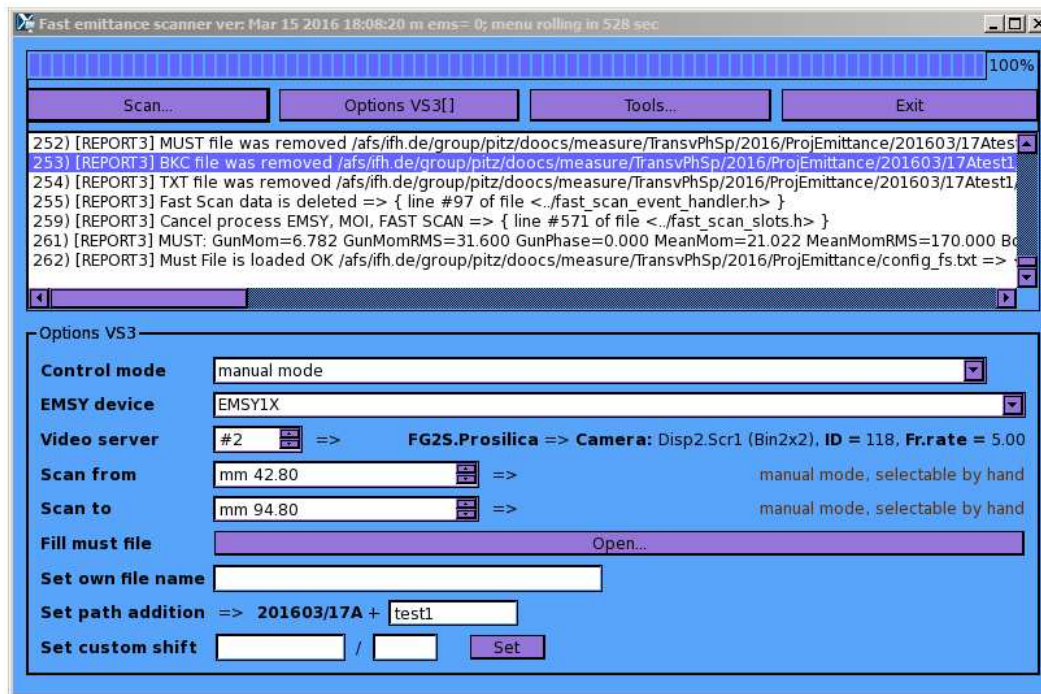 Fast emittance scanner ver: Mar 15 2016 18:08:20 m ems= 0; menu rolling in 528 sec
100%
Scan... Options VS3[] Tools... Exit
252) [REPORT3] MUST file was removed /afs/ifh.de/group/pitz/doocs/measure/TransvPhSp/2016/ProjEmittance/201603/17Atest
253) [REPORT3] BKC file was removed /afs/ifh.de/group/pitz/doocs/measure/TransvPhSp/2016/ProjEmittance/201603/17Atest1
254) [REPORT3] TXT file was removed /afs/ifh.de/group/pitz/doocs/measure/TransvPhSp/2016/ProjEmittance/201603/17Atest1/
255) [REPORT3] Fast Scan data is deleted => { line #97 of file <../fast_scan_event_handler.h> }
259) [REPORT3] Cancel process EMSY, MOI, FAST SCAN => { line #571 of file <../fast_scan_slots.h> }
261) [REPORT3] MUST: GunMom=6.782 GunMomRMS=31.600 GunPhase=0.000 MeanMom=21.022 MeanMomRMS=170.000 Bo
262) [REPORT3] Must File is loaded OK /afs/ifh.de/group/pitz/doocs/measure/TransvPhSp/2016/ProjEmittance/config_fs.txt =>
Options VS3
Control mode manual mode
EMSY device EMSY1X
Video server #2 => FG2S.Prosilica => Camera: Disp2.Scr1 (Bin2x2), ID = 118, Fr.rate = 5.00
Scan from mm 42.80 => manual mode, selectable by hand
Scan to mm 94.80 => manual mode, selectable by hand
Fill must file Open...
Set own file name
Set path addition => 201603/17A + test1
Set custom shift / Set